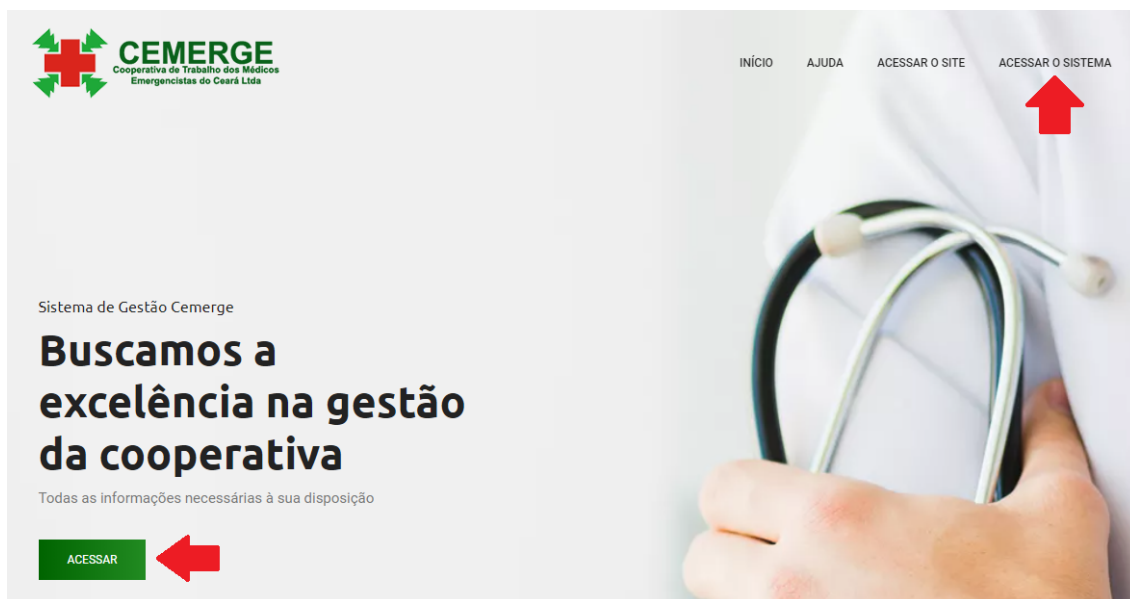 CEMERGE
Cooperativa de Trabalho dos Médicos
Emergencistas do Ceará Ltda
INÍCIO AJUDA ACESSAR O SITE ACESSAR O SISTEMA
Sistema de Gestão Cemerge
Buscamos a
excelência na gestão
da cooperativa
Todas as informações necessárias à sua disposição
ACESSAR